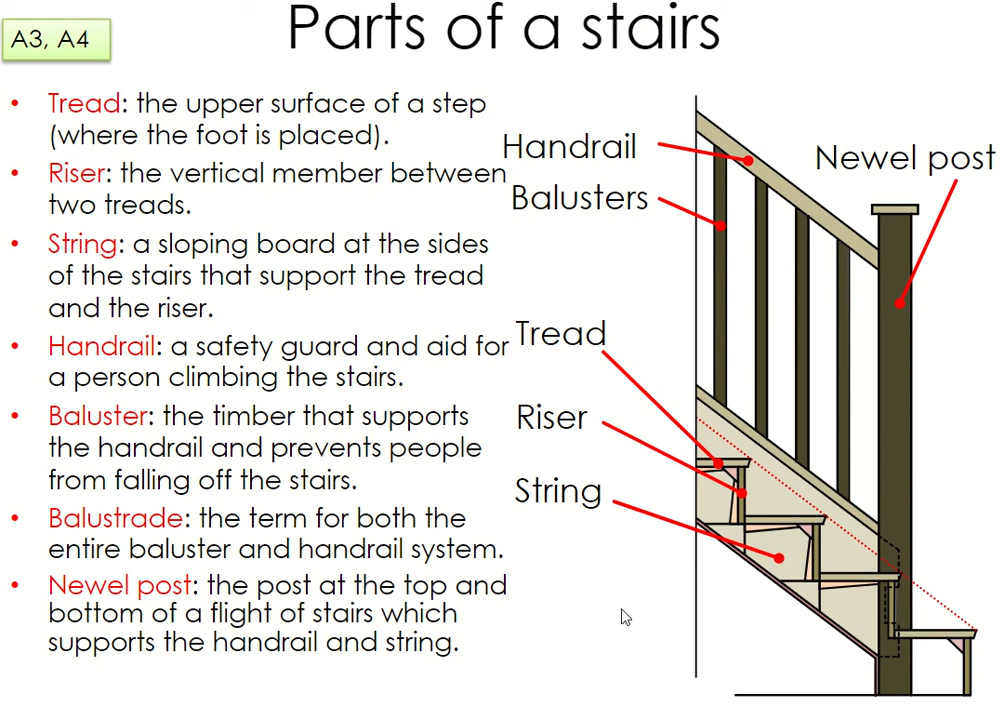 Parts of a stairs
A3, A4
• Tread: the upper surface of a step
(where the foot is placed).
• Riser: the vertical member between
two treads.
• String: a sloping board at the sides
of the stairs that support the tread
and the riser.
• Handrail: a safety guard and aid for
a person climbing the stairs.
• Baluster: the timber that supports
the handrail and prevents people
from falling off the stairs.
• Balustrade: the term for both the
entire baluster and handrail system.
• Newel post: the post at the top and
bottom of a flight of stairs which
supports the handrail and string.
Handrail
Newel post
Balusters
Tread
Riser
String